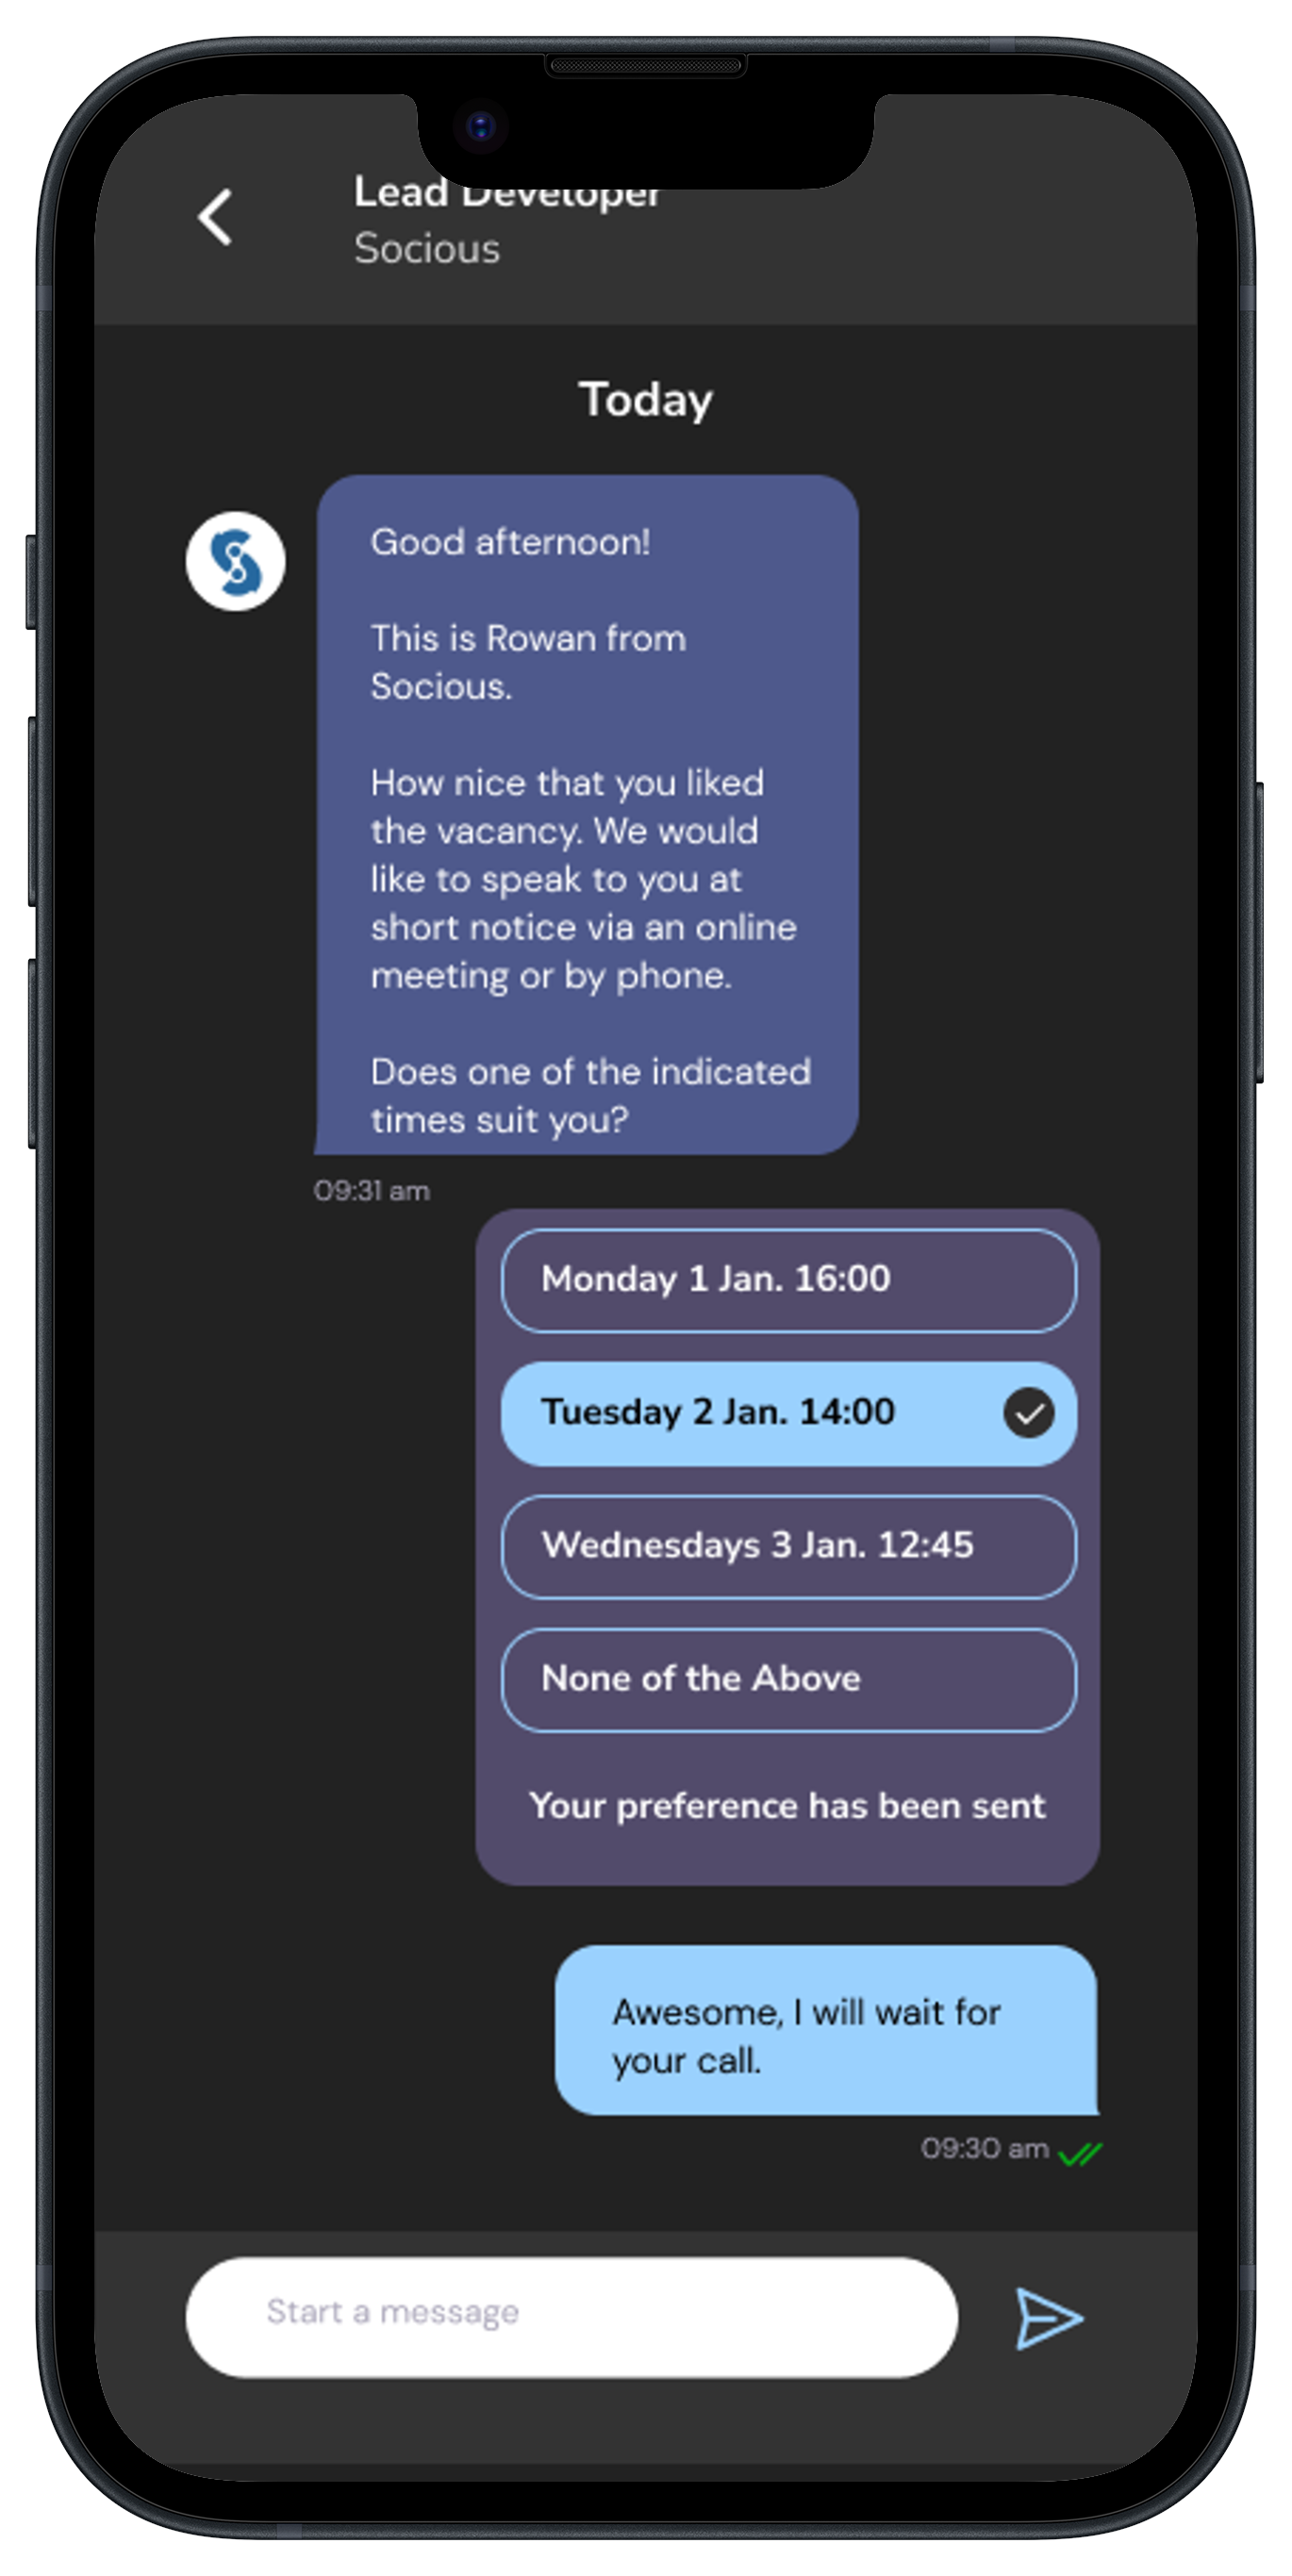 Lead Developer
Socious
Today
Good afternoon!
This is Rowan from
Socious.
How nice that you liked
the vacancy. We would
like to speak to you at
short notice via an online
meeting or by phone.
Does one of the indicated
times suit you?
09:31 am
Monday 1 Jan. 16:00
Tuesday 2 Jan. 14:00
Wednesdays 3 Jan. 12:45
None of the Above
Your preference has been sent
Awesome, I will wait for
your call.
09:30 am
Start a message